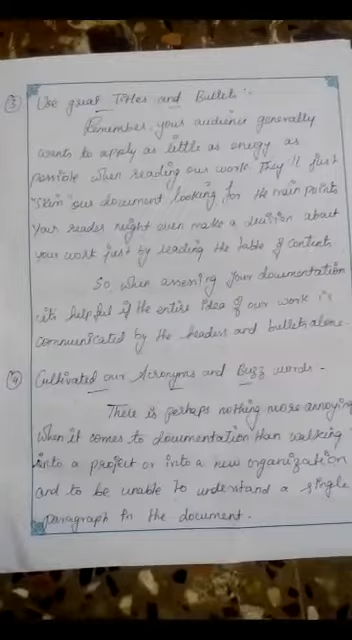 ③ Use great Titles and Bullets :-
Remember, your audience generally
wants to apply as little as energy as
possible when reading our work They'll just
"Skim" our document looking for the main points
Your reader might even make a decision about
your work just by reading the table of contents
So, when assessing your documentation
its helpful if the entire idea of our work is
communicated by the headers and bullets alone.
④ Cultivated our Acronyms and Buzz words -
There is perhaps nothing more annoying
When it comes to documentation than walking
into a project or into a new organization
and to be unable to understand a single
paragraph in the document.